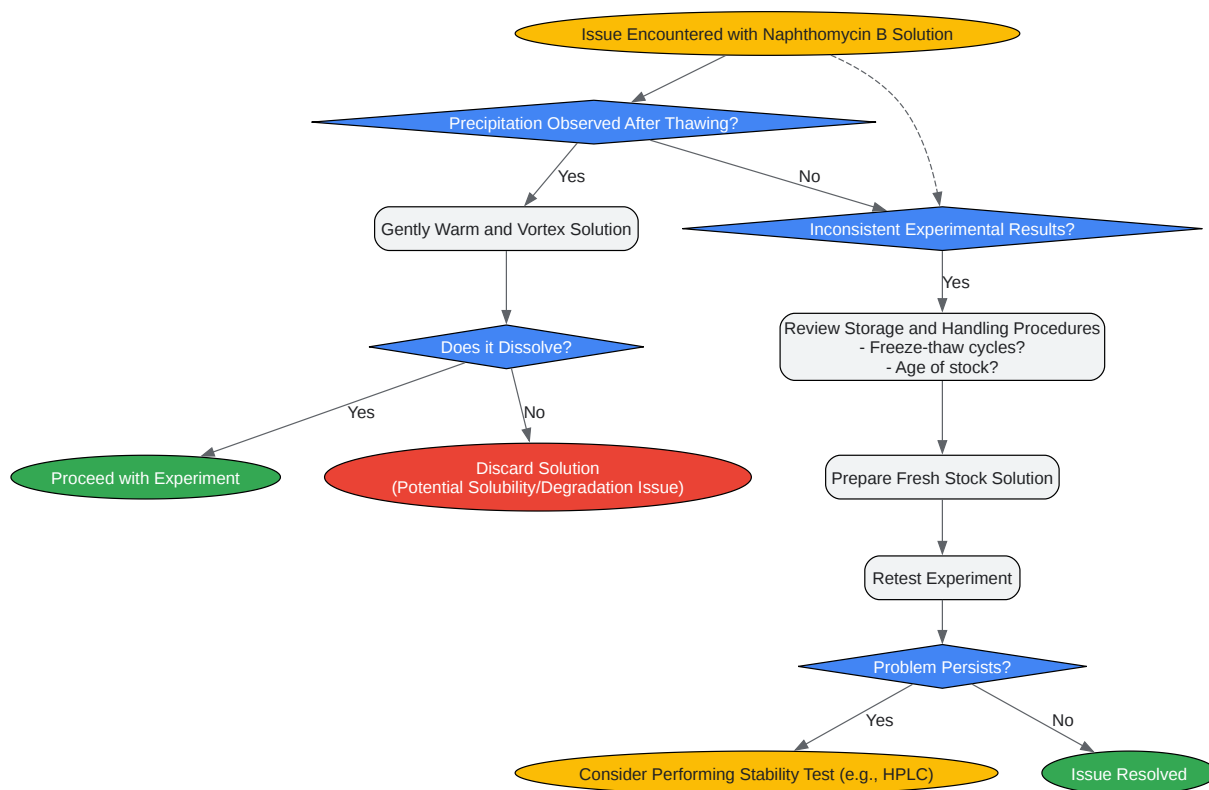 Issue Encountered with Naphthomycin B Solution
Precipitation Observed After Thawing?
Yes
No
Gently Warm and Vortex Solution
Inconsistent Experimental Results?
Yes
Review Storage and Handling Procedures
- Freeze-thaw cycles?
- Age of stock?
Does it Dissolve?
Yes
No
Proceed with Experiment
Discard Solution
(Potential Solubility/Degradation Issue)
Prepare Fresh Stock Solution
Retest Experiment
Problem Persists?
Yes
No
Consider Performing Stability Test (e.g., HPLC)
Issue Resolved